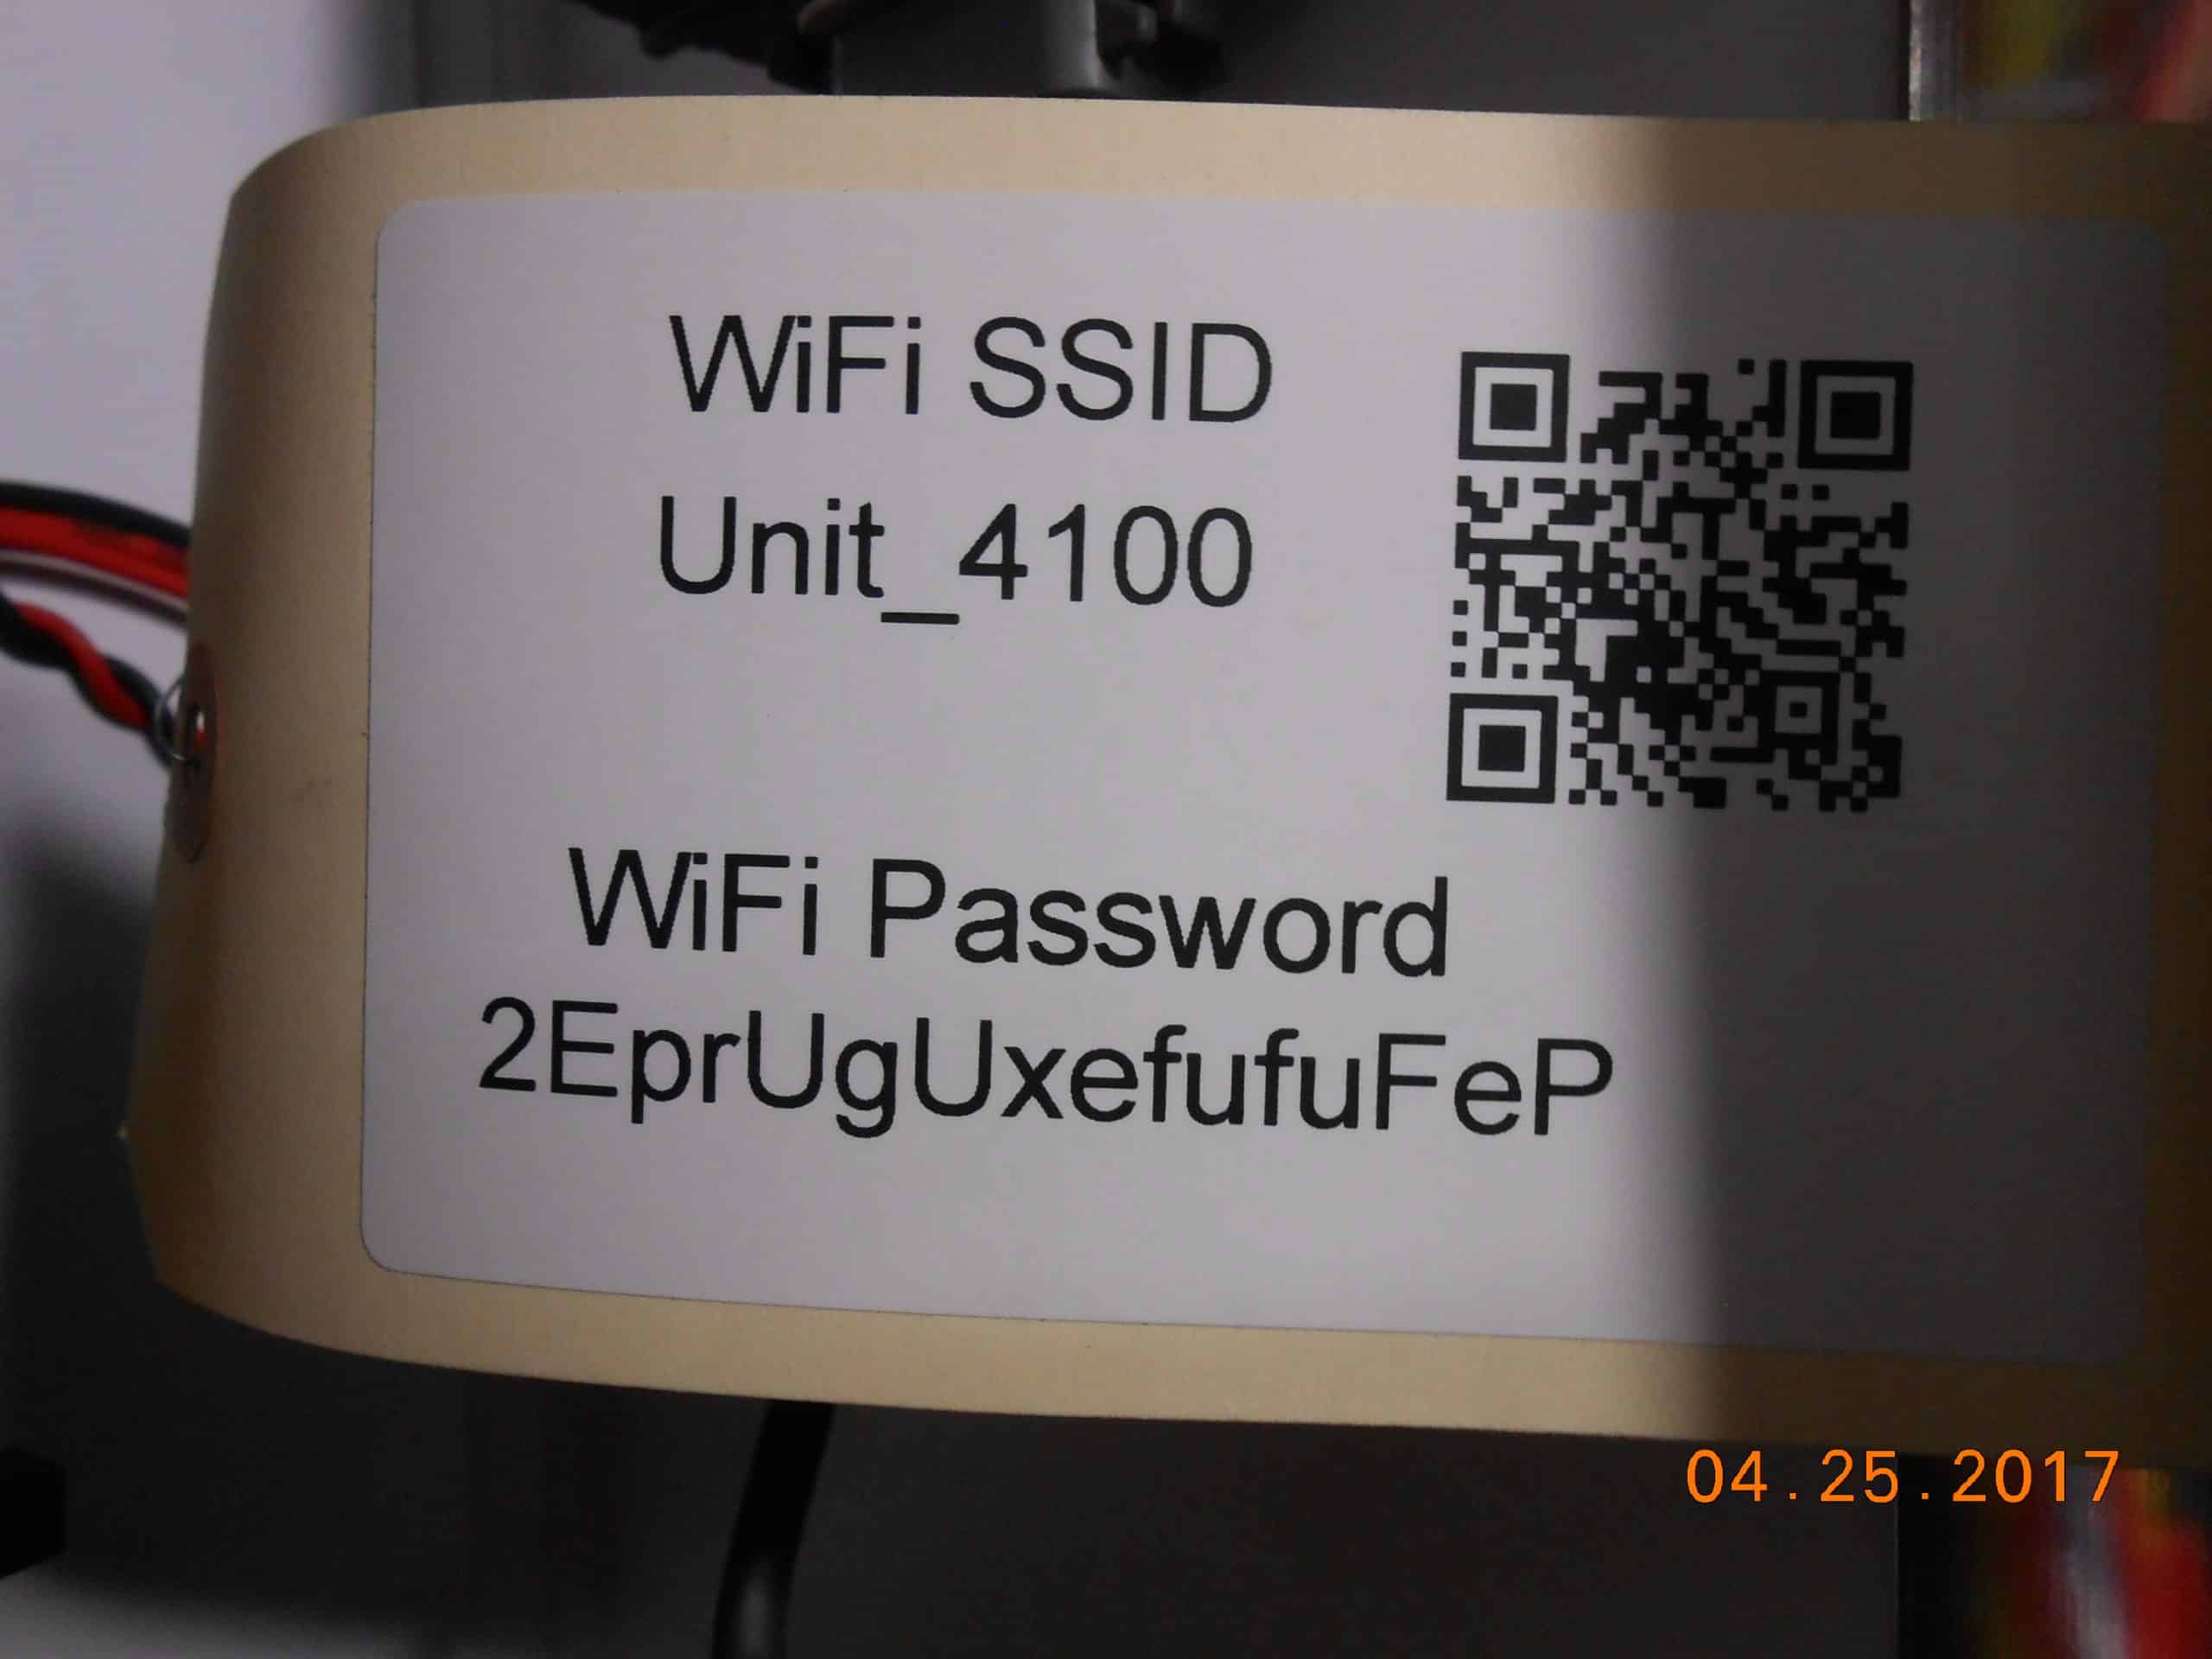 WiFi SSID
Unit_4100
WiFi Password
2EprUgUxefufuFeP
04.25.2017